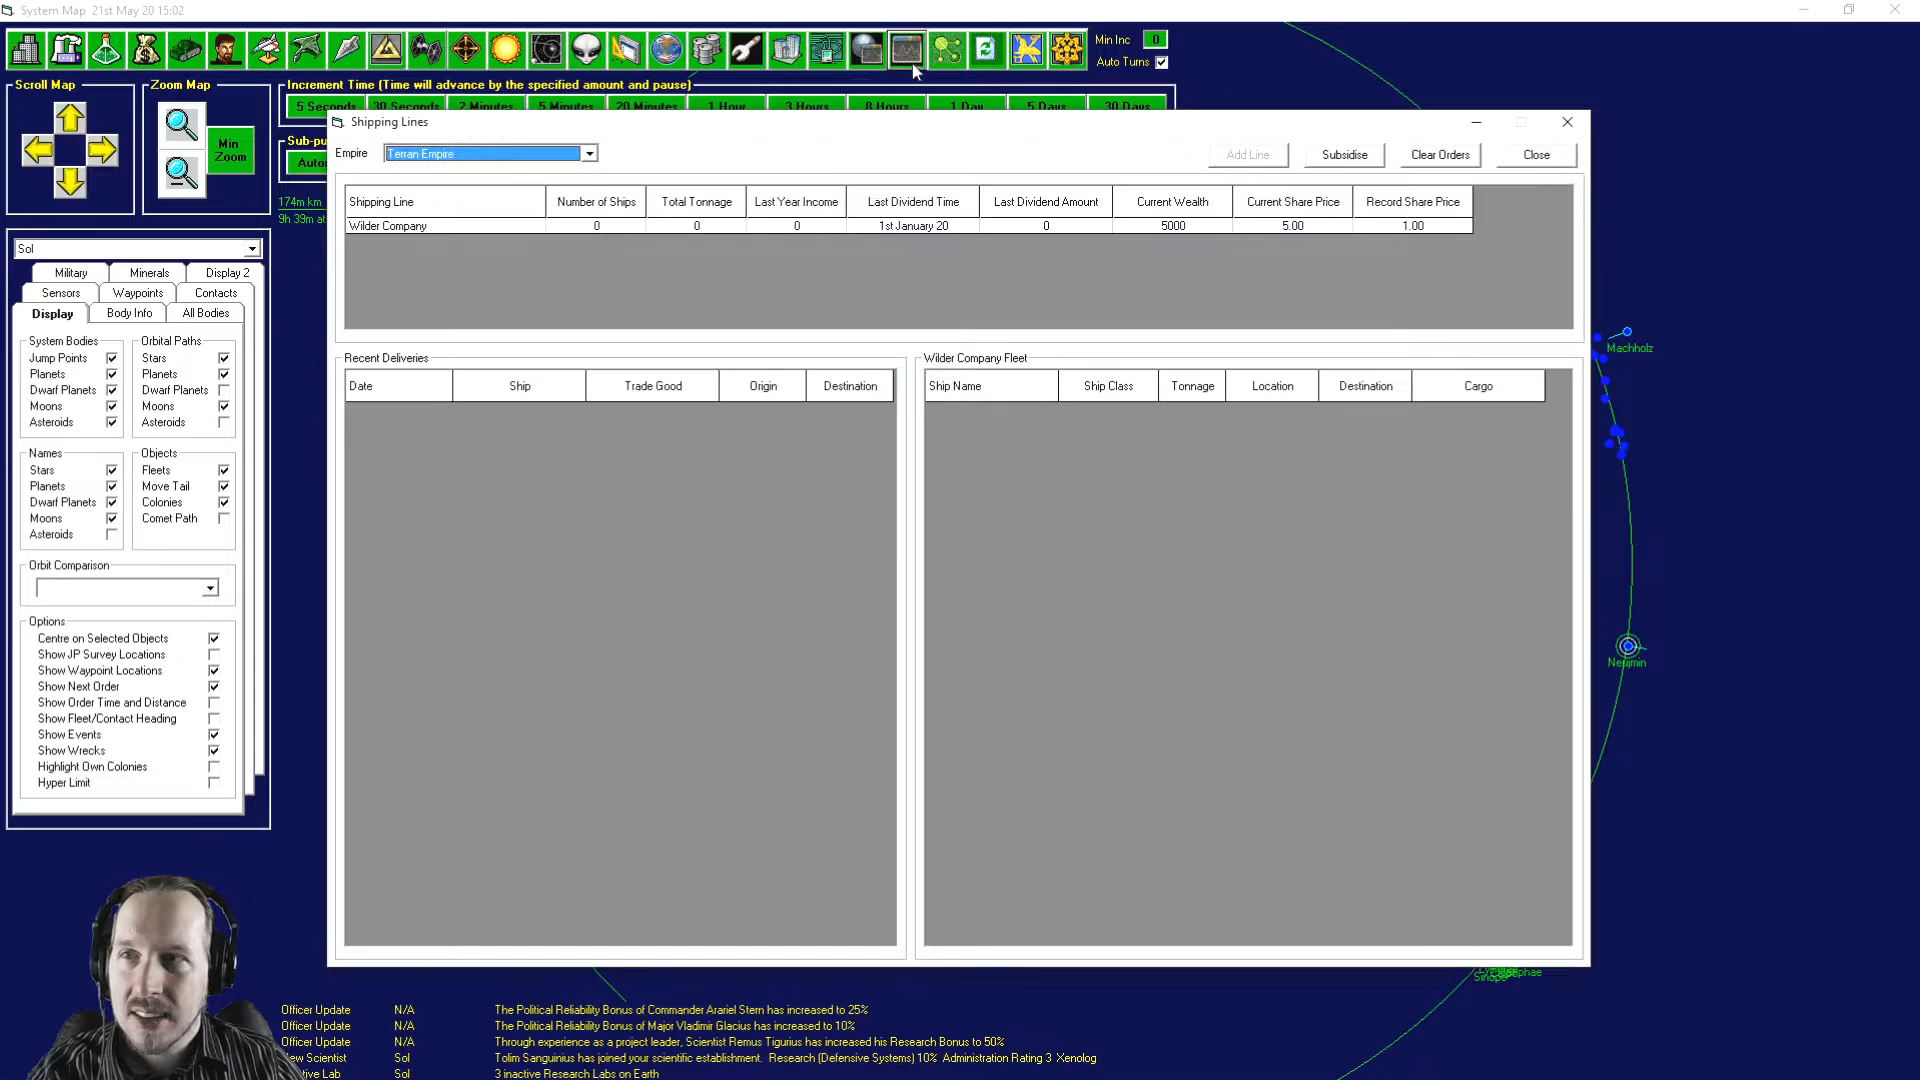 System Map 21st May 20 15:02
Min Inc 0
Auto Turns
Scroll Map
Zoom Map
Min Zoom
Increment Time (Time will advance by the specified amount and pause)
5 Seconds 30 Seconds 2 Minutes 5 Minutes 20 Minutes 1 Hour 3 Hours 8 Hours 1 Day 5 Days 30 Days
Sub-pu
Auto
174m km
9h 39m at
Shipping Lines
Empire Terran Empire
Add Line Subsidise Clear Orders Close
Shipping Line Number of Ships Total Tonnage Last Year Income Last Dividend Time Last Dividend Amount Current Wealth Current Share Price Record Share Price
Wilder Company 0 0 0 1st January 20 0 5000 5.00 1.00
Recent Deliveries
Date Ship Trade Good Origin Destination
Wilder Company Fleet
Ship Name Ship Class Tonnage Location Destination Cargo
Sol
Military Minerals Display 2
Sensors Waypoints Contacts
Display Body Info All Bodies
System Bodies
Jump Points
Planets
Dwarf Planets
Moons
Asteroids
Orbital Paths
Stars
Planets
Dwarf Planets
Moons
Asteroids
Names
Stars
Planets
Dwarf Planets
Moons
Asteroids
Objects
Fleets
Move Tail
Colonies
Comet Path
Orbit Comparison
Options
Centre on Selected Objects
Show JP Survey Locations
Show Waypoint Locations
Show Next Order
Show Order Time and Distance
Show Fleet/Contact Heading
Show Events
Show Wrecks
Highlight Own Colonies
Hyper Limit
Machholz
Neujmin
Officer Update N/A The Political Reliability Bonus of Commander Arariel Stern has increased to 25%
Officer Update N/A The Political Reliability Bonus of Major Vladimir Glacius has increased to 10%
Officer Update N/A Through experience as a project leader, Scientist Remus Tigurius has increased his Research Bonus to 50%
ew Scientist Sol Tolim Sanguinius has joined your scientific establishment. Research (Defensive Systems) 10% Administration Rating 3 Xenolog
tive Lab Sol 3 inactive Research Labs on Earth